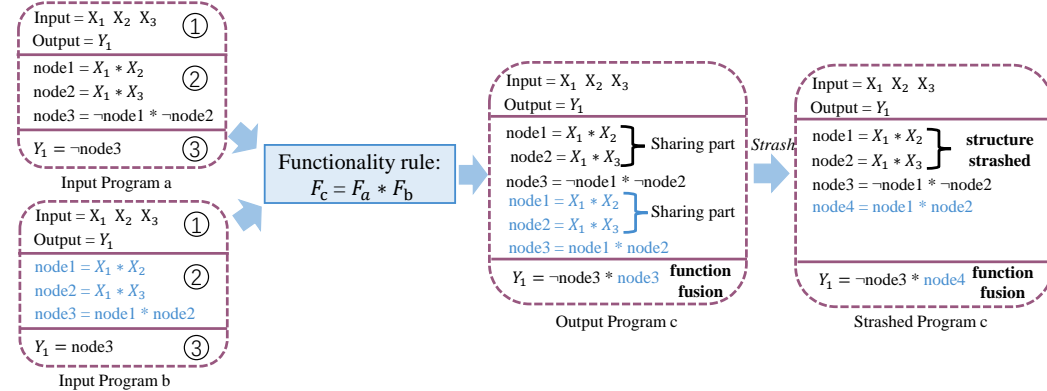 Input = X₁ X₂ X₃ ①
Output = Y₁
node1 = X₁ ∗ X₂ ②
node2 = X₁ ∗ X₃
node3 = ¬node1 * ¬node2
Y₁ = ¬node3 ③
Input Program a
Input = X₁ X₂ X₃ ①
Output = Y₁
node1 = X₁ ∗ X₂ ②
node2 = X₁ ∗ X₃
node3 = node1 * node2
Y₁ = node3 ③
Input Program b
Functionality rule:
F_c = F_a ∗ F_b
Input = X₁ X₂ X₃
Output = Y₁
node1 = X₁ ∗ X₂
node2 = X₁ ∗ X₃
Sharing part
node3 = ¬node1 * ¬node2
node1 = X₁ ∗ X₂
node2 = X₁ ∗ X₃
Sharing part
node3 = node1 * node2
Y₁ = ¬node3 * node3 function
fusion
Output Program c
Strash
Input = X₁ X₂ X₃
Output = Y₁
node1 = X₁ ∗ X₂
node2 = X₁ ∗ X₃
structure
strashed
node3 = ¬node1 * ¬node2
node4 = node1 * node2
Y₁ = ¬node3 * node4 function
fusion
Strashed Program c